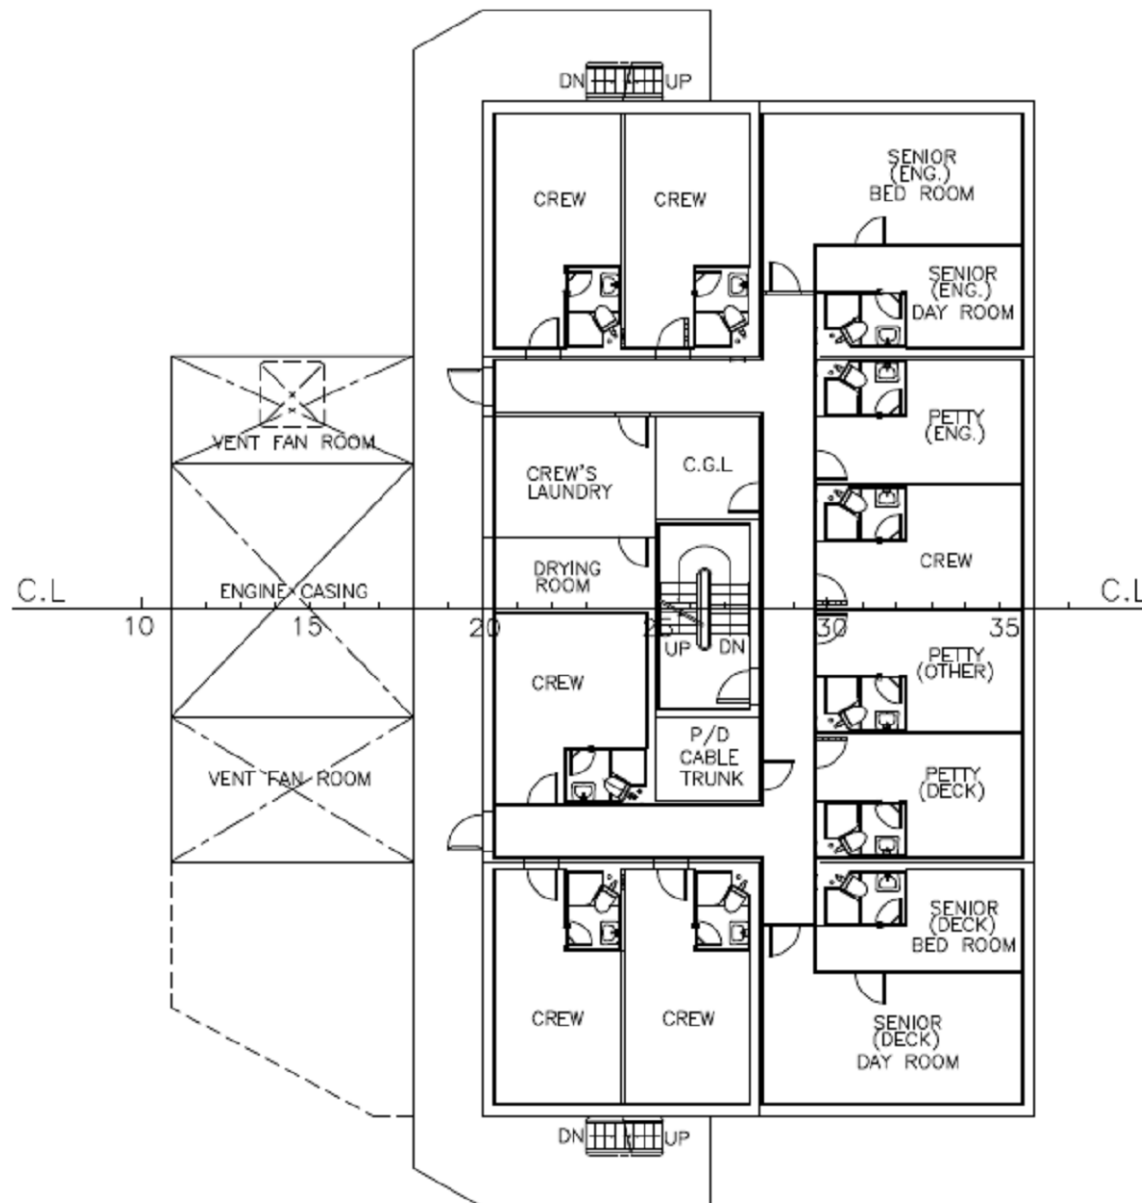 DN UP
CREW
CREW
SENIOR
(ENG.)
BED ROOM
SENIOR
(ENG.)
DAY ROOM
VENT FAN ROOM
PETTY
(ENG.)
CREW'S
LAUNDRY
C.G.L
DRYING
ROOM
CREW
ENGINE CASING
C.L
C.L
10
15
20
25
30
35
UP
DN
CREW
PETTY
(OTHER)
P/D
CABLE
TRUNK
VENT FAN ROOM
PETTY
(DECK)
SENIOR
(DECK)
BED ROOM
CREW
CREW
SENIOR
(DECK)
DAY ROOM
DN UP